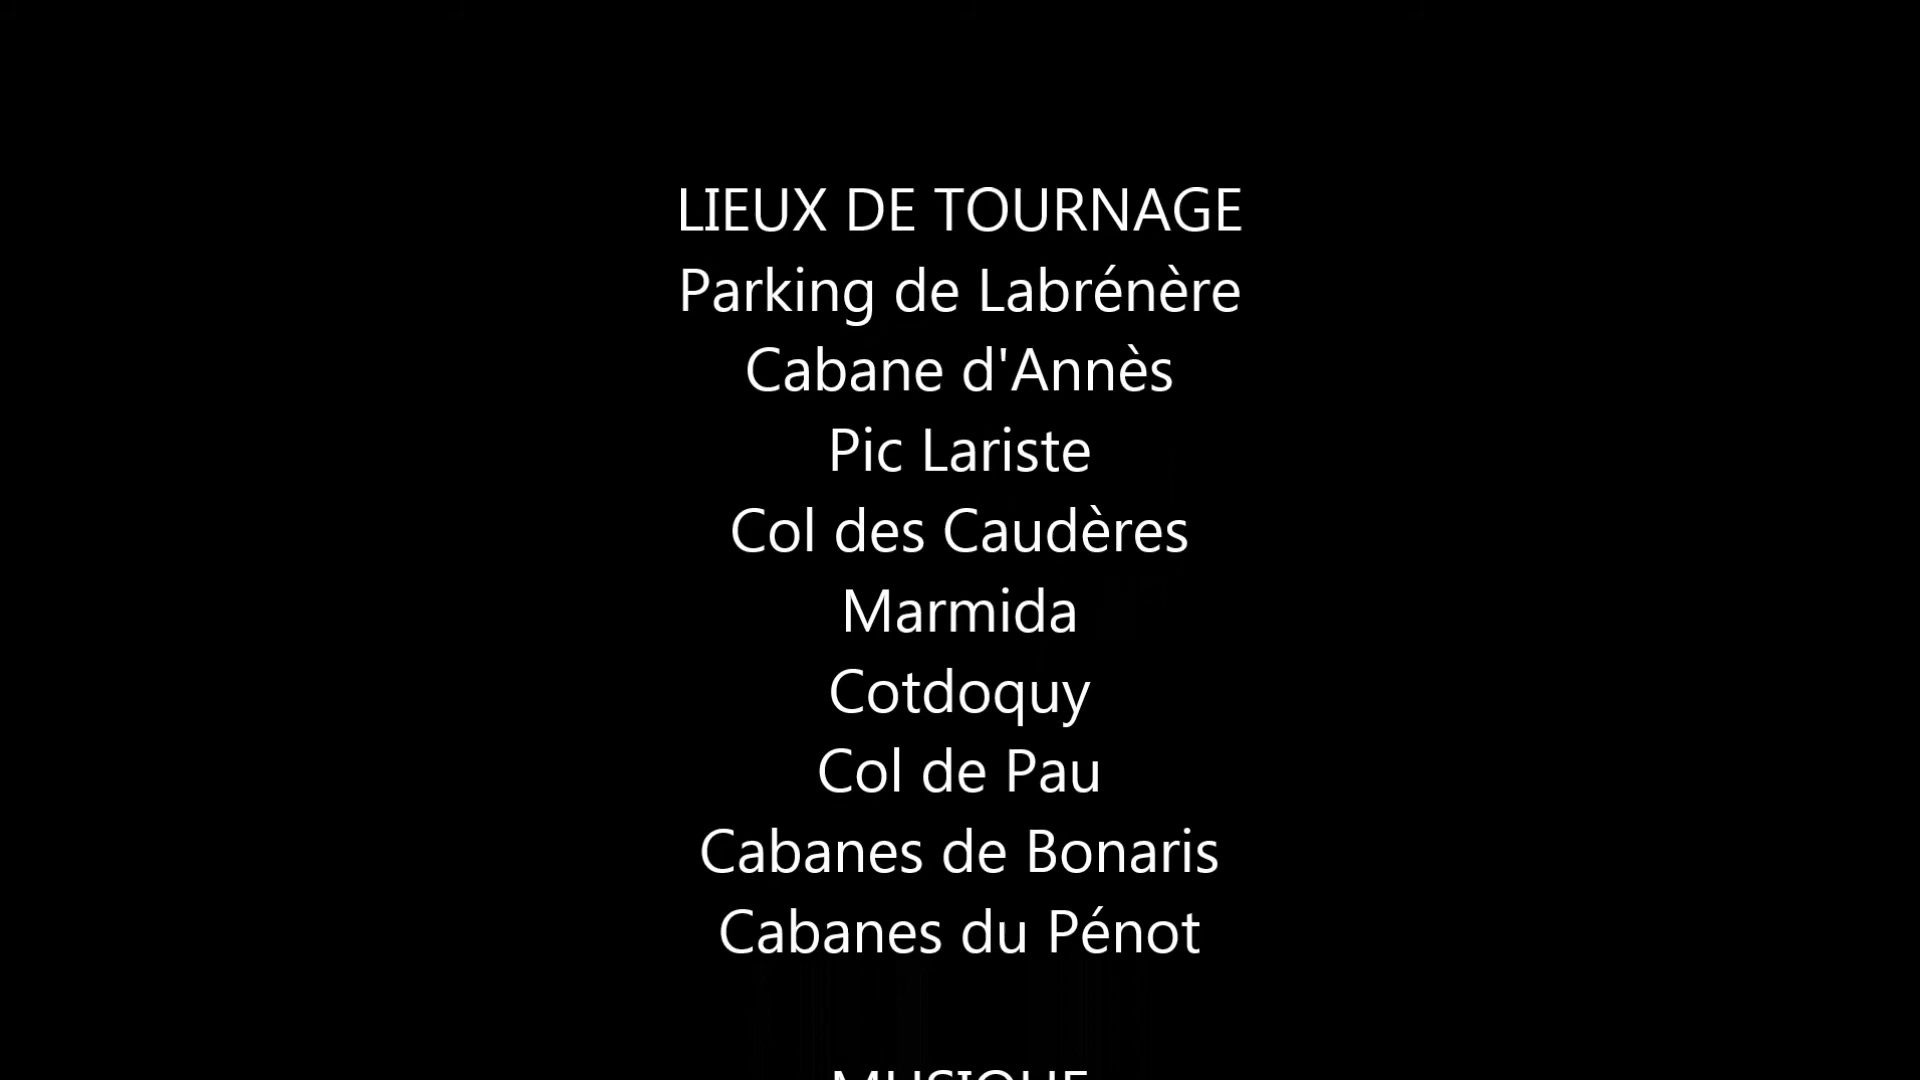 LIEUX DE TOURNAGE
Parking de Labrénère
Cabane d'Annès
Pic Lariste
Col des Caudères
Marmida
Cotdoquy
Col de Pau
Cabanes de Bonaris
Cabanes du Pénot
MUSIQUE